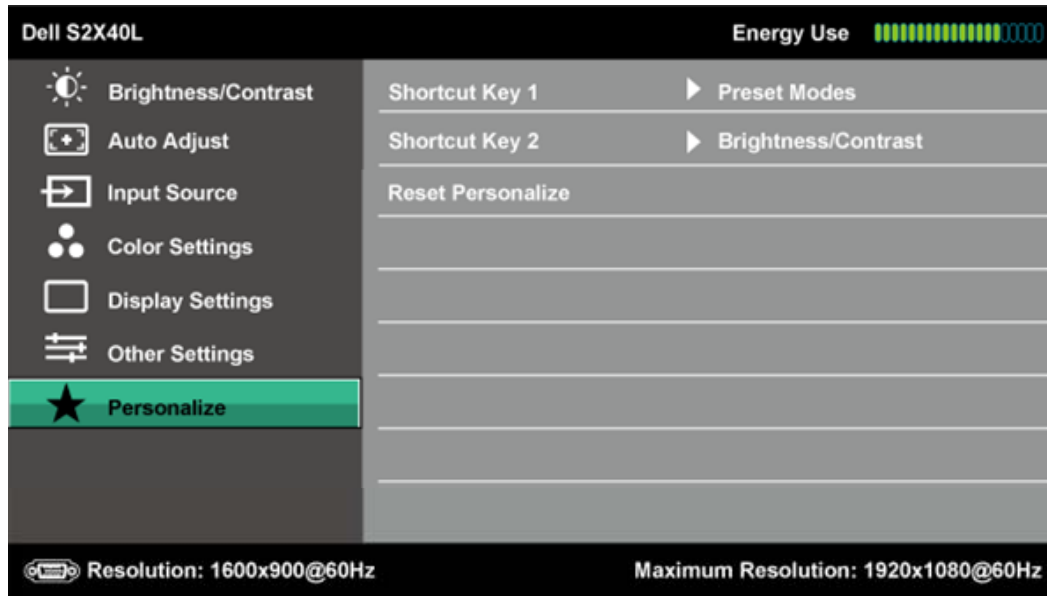 Dell S2X40L Energy Use
Brightness/Contrast Shortcut Key 1 Preset Modes
Auto Adjust Shortcut Key 2 Brightness/Contrast
Input Source Reset Personalize
Color Settings
Display Settings
Other Settings
Personalize
Resolution: 1600x900@60Hz Maximum Resolution: 1920x1080@60Hz